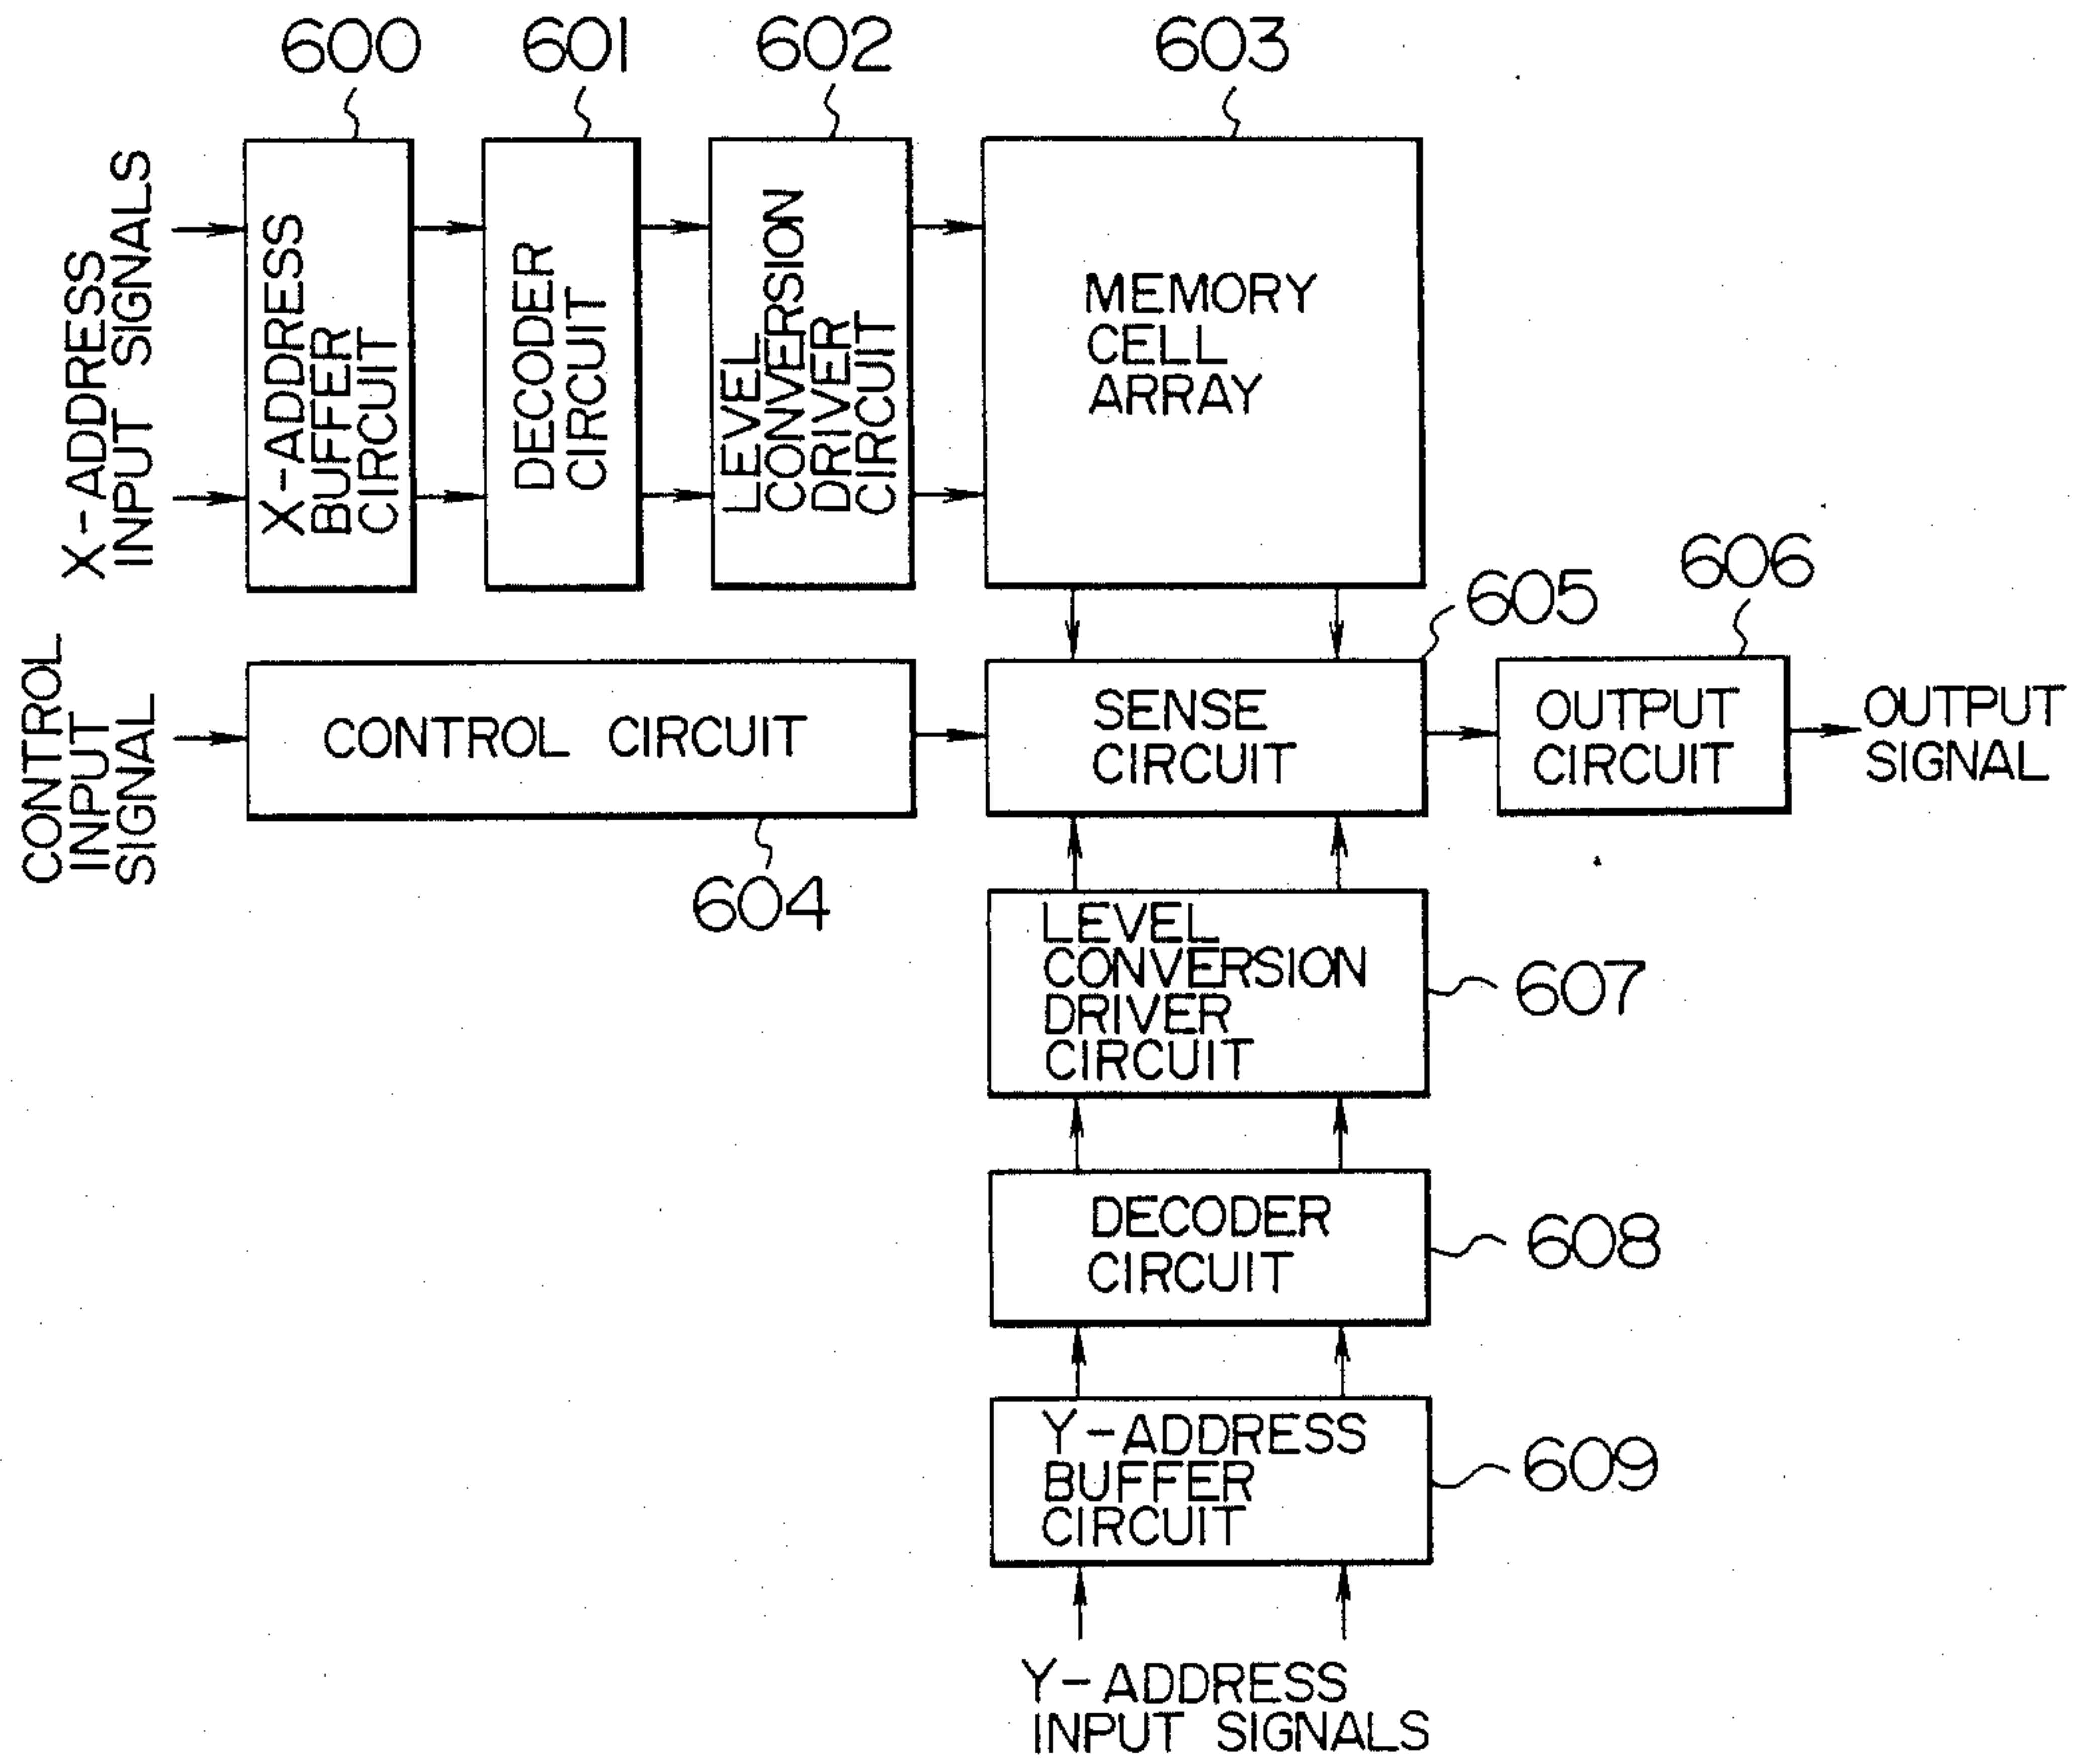 600
601
602
603
X-ADDRESS
INPUT SIGNALS
X-ADDRESS
BUFFER
CIRCUIT
DECODER
CIRCUIT
LEVEL
CONVERSION
DRIVER
CIRCUIT
MEMORY
CELL
ARRAY
605
606
CONTROL
INPUT
SIGNAL
CONTROL CIRCUIT
SENSE
CIRCUIT
OUTPUT
CIRCUIT
OUTPUT
SIGNAL
604
LEVEL
CONVERSION
DRIVER
CIRCUIT
607
DECODER
CIRCUIT
608
Y-ADDRESS
BUFFER
CIRCUIT
609
Y-ADDRESS
INPUT SIGNALS